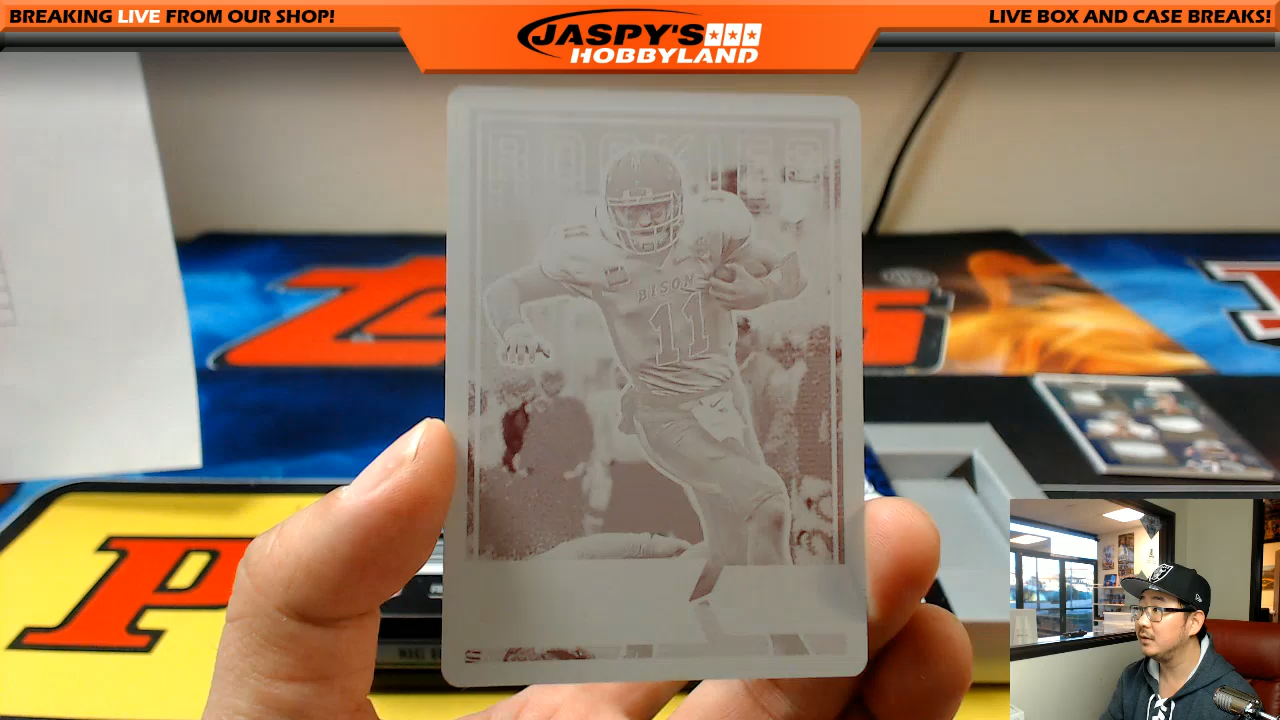 BREAKING LIVE FROM OUR SHOP!
JASPY'S
HOBBYLAND
LIVE BOX AND CASE BREAKS!
ROOKIES
BISON
11
P